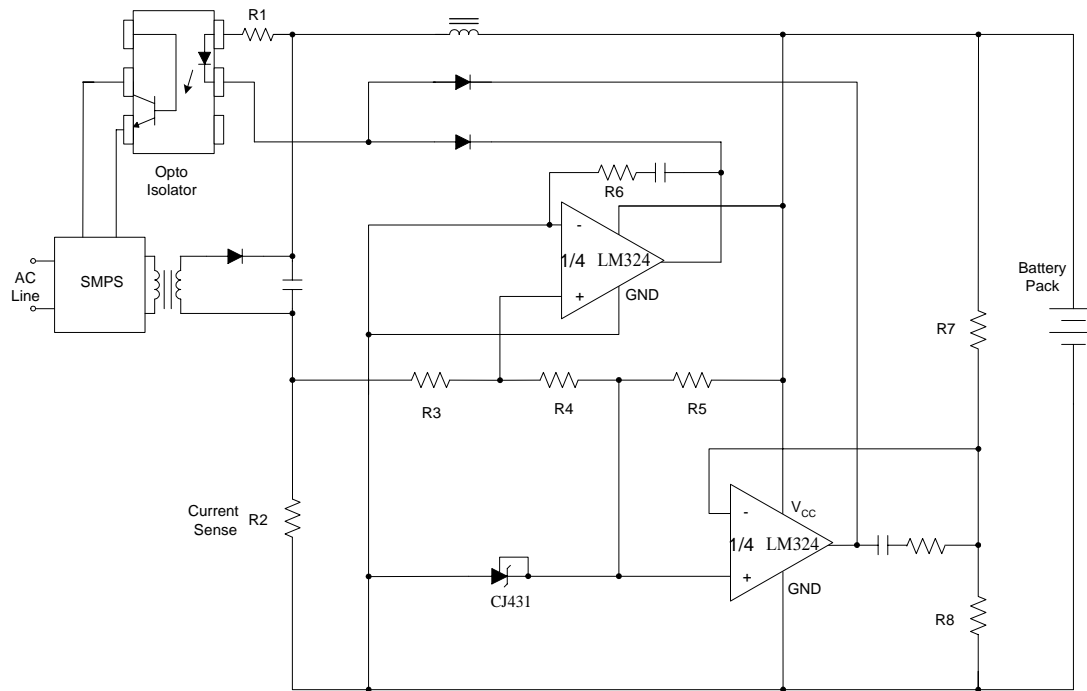 R1
Opto
Isolator
R6
-
1/4 LM324
+
GND
AC
Line
SMPS
Battery
Pack
R7
R3
R4
R5
Current
Sense
R2
-
VCC
1/4 LM324
+
GND
CJ431
R8